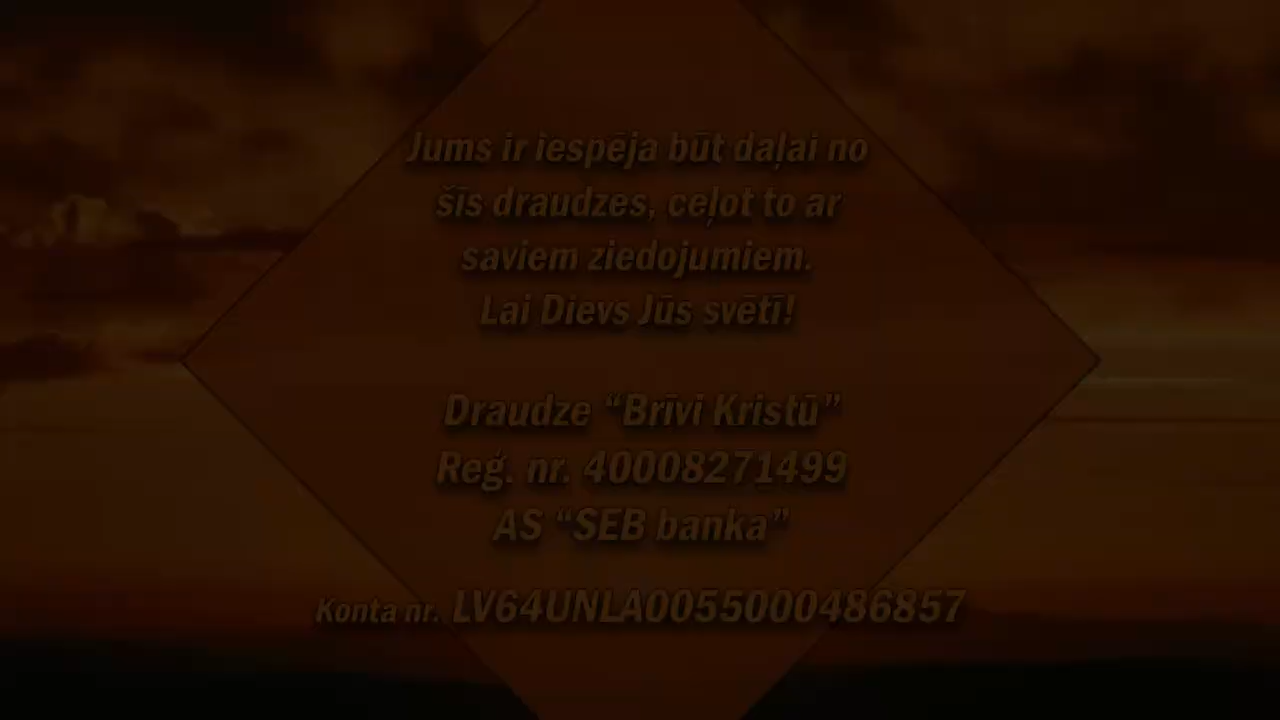 Jums ir iespēja būt daļai no
šīs draudzes, ceļot to ar
saviem ziedojumiem.
Lai Dievs Jūs svētī!
Draudze “Brīvi Kristū”
Reģ. nr. 40008271499
AS “SEB banka”
Konta nr. LV64UNLA0055000486857